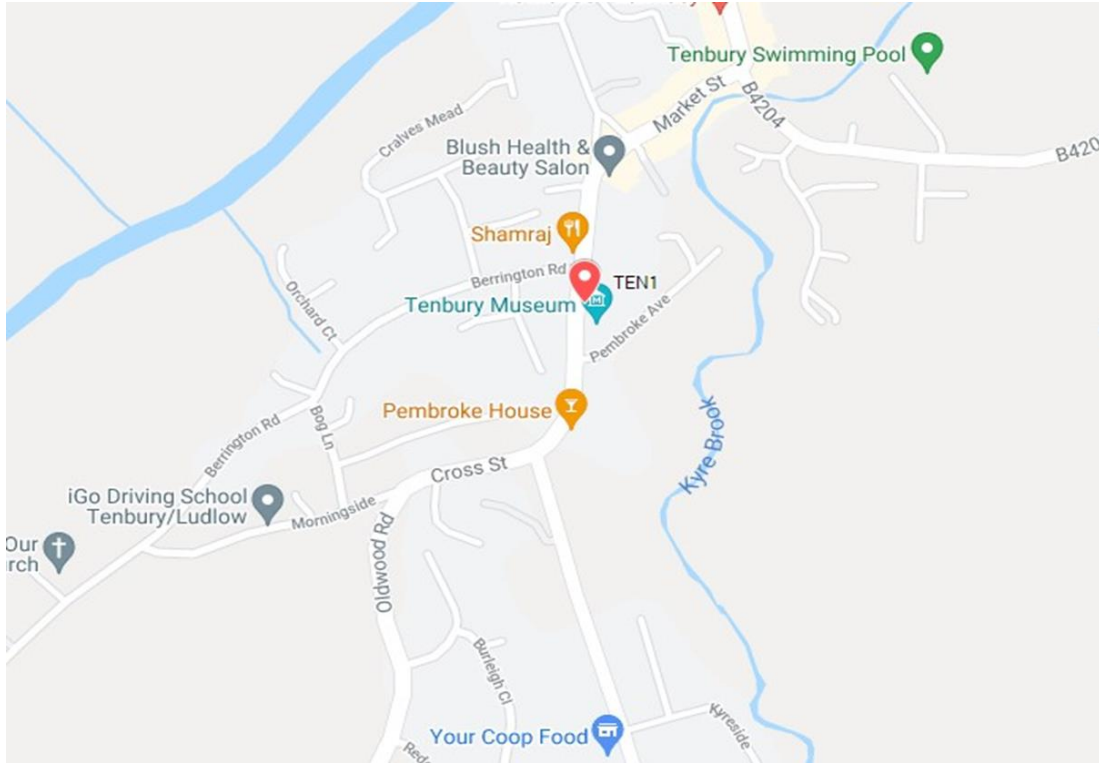 Tenbury Swimming Pool
Market St
B4204
B420
Cralves Mead
Blush Health &
Beauty Salon
Shamraj
Berrington Rd
TEN1
Tenbury Museum
Orchard Ct
Pembroke Ave
Pembroke House
Bog Ln
Berrington Rd
Kyre Brook
Cross St
iGo Driving School
Tenbury/Ludlow
Morningside
Our
rch
Oldwood Rd
Burleigh Cl
Kyreside
Your Coop Food